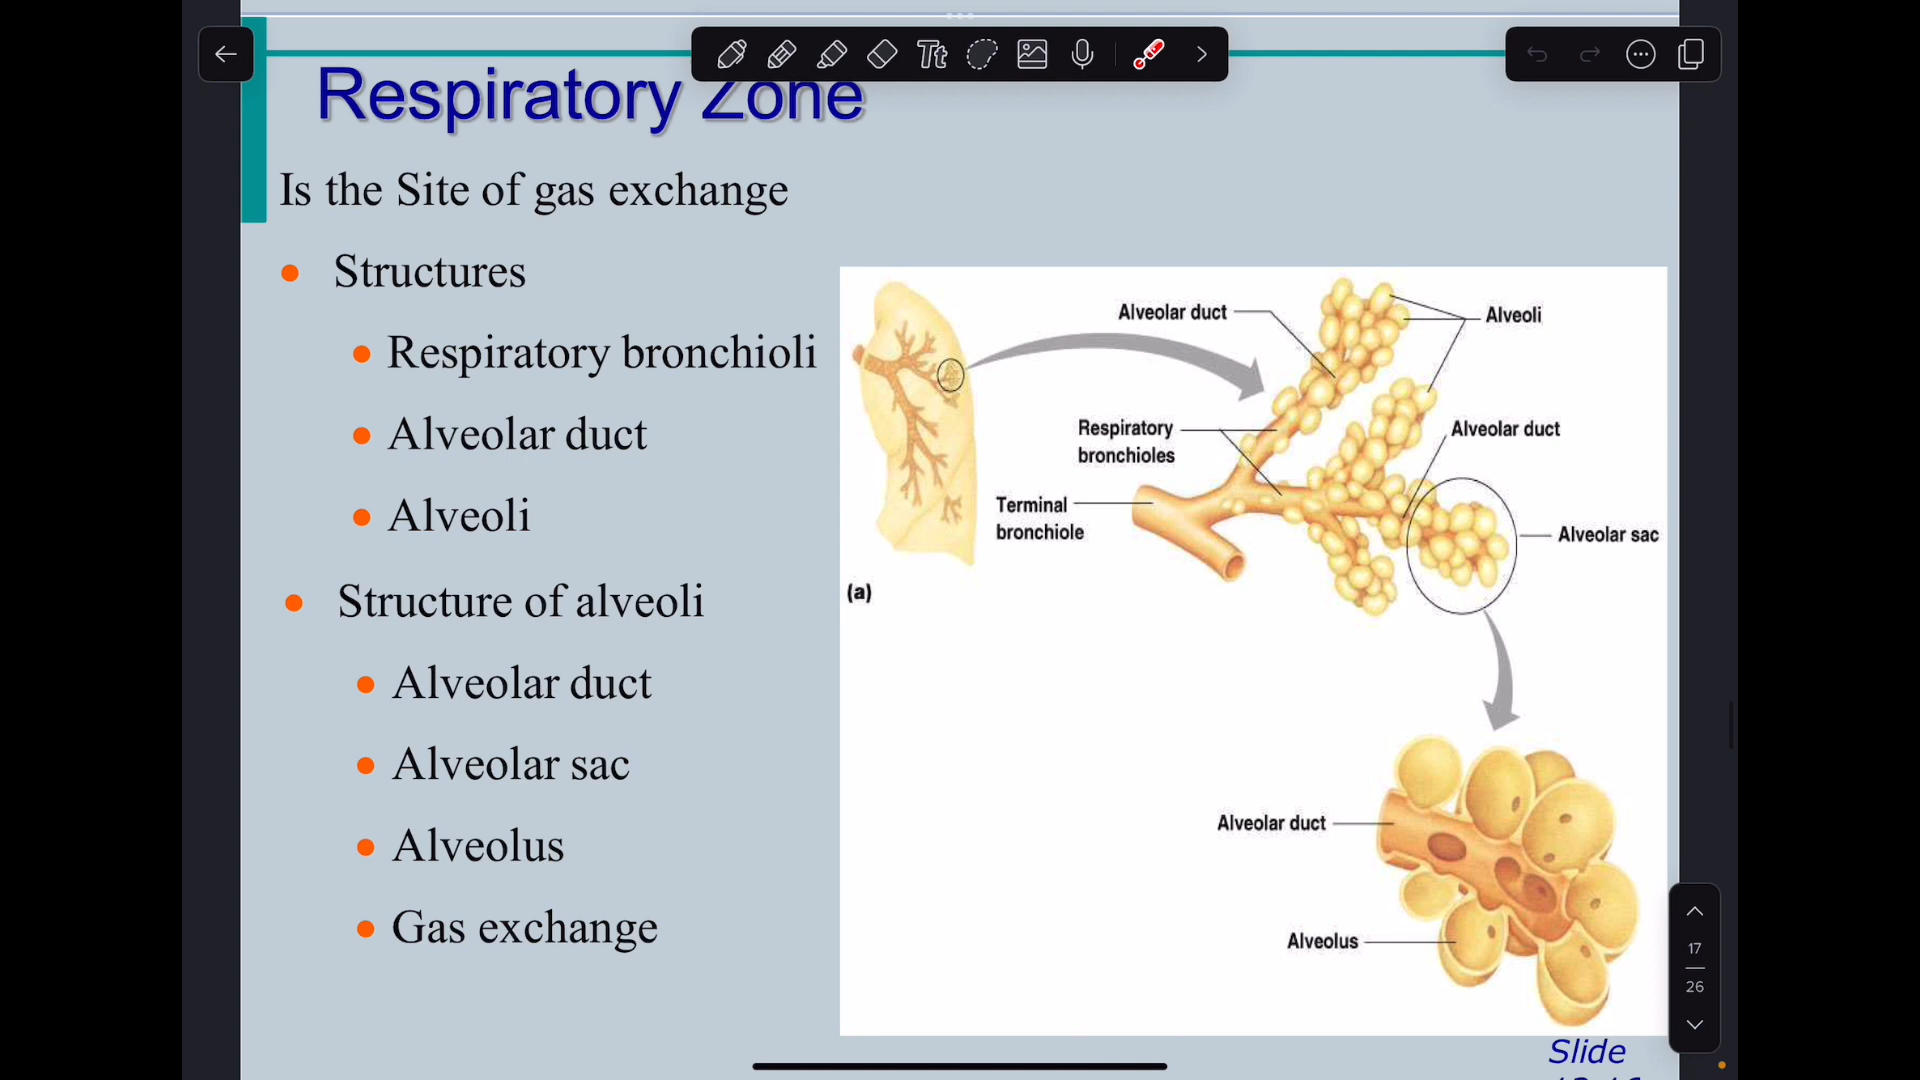 Tt
Respiratory Zone
Is the Site of gas exchange
Structures
Respiratory bronchioli
Alveolar duct
Alveoli
Structure of alveoli
Alveolar duct
Alveolar sac
Alveolus
Gas exchange
Alveolar duct
Alveoli
Respiratory
bronchioles
Alveolar duct
Terminal
bronchiole
Alveolar sac
(a)
Alveolar duct
Alveolus
17
26
Slide